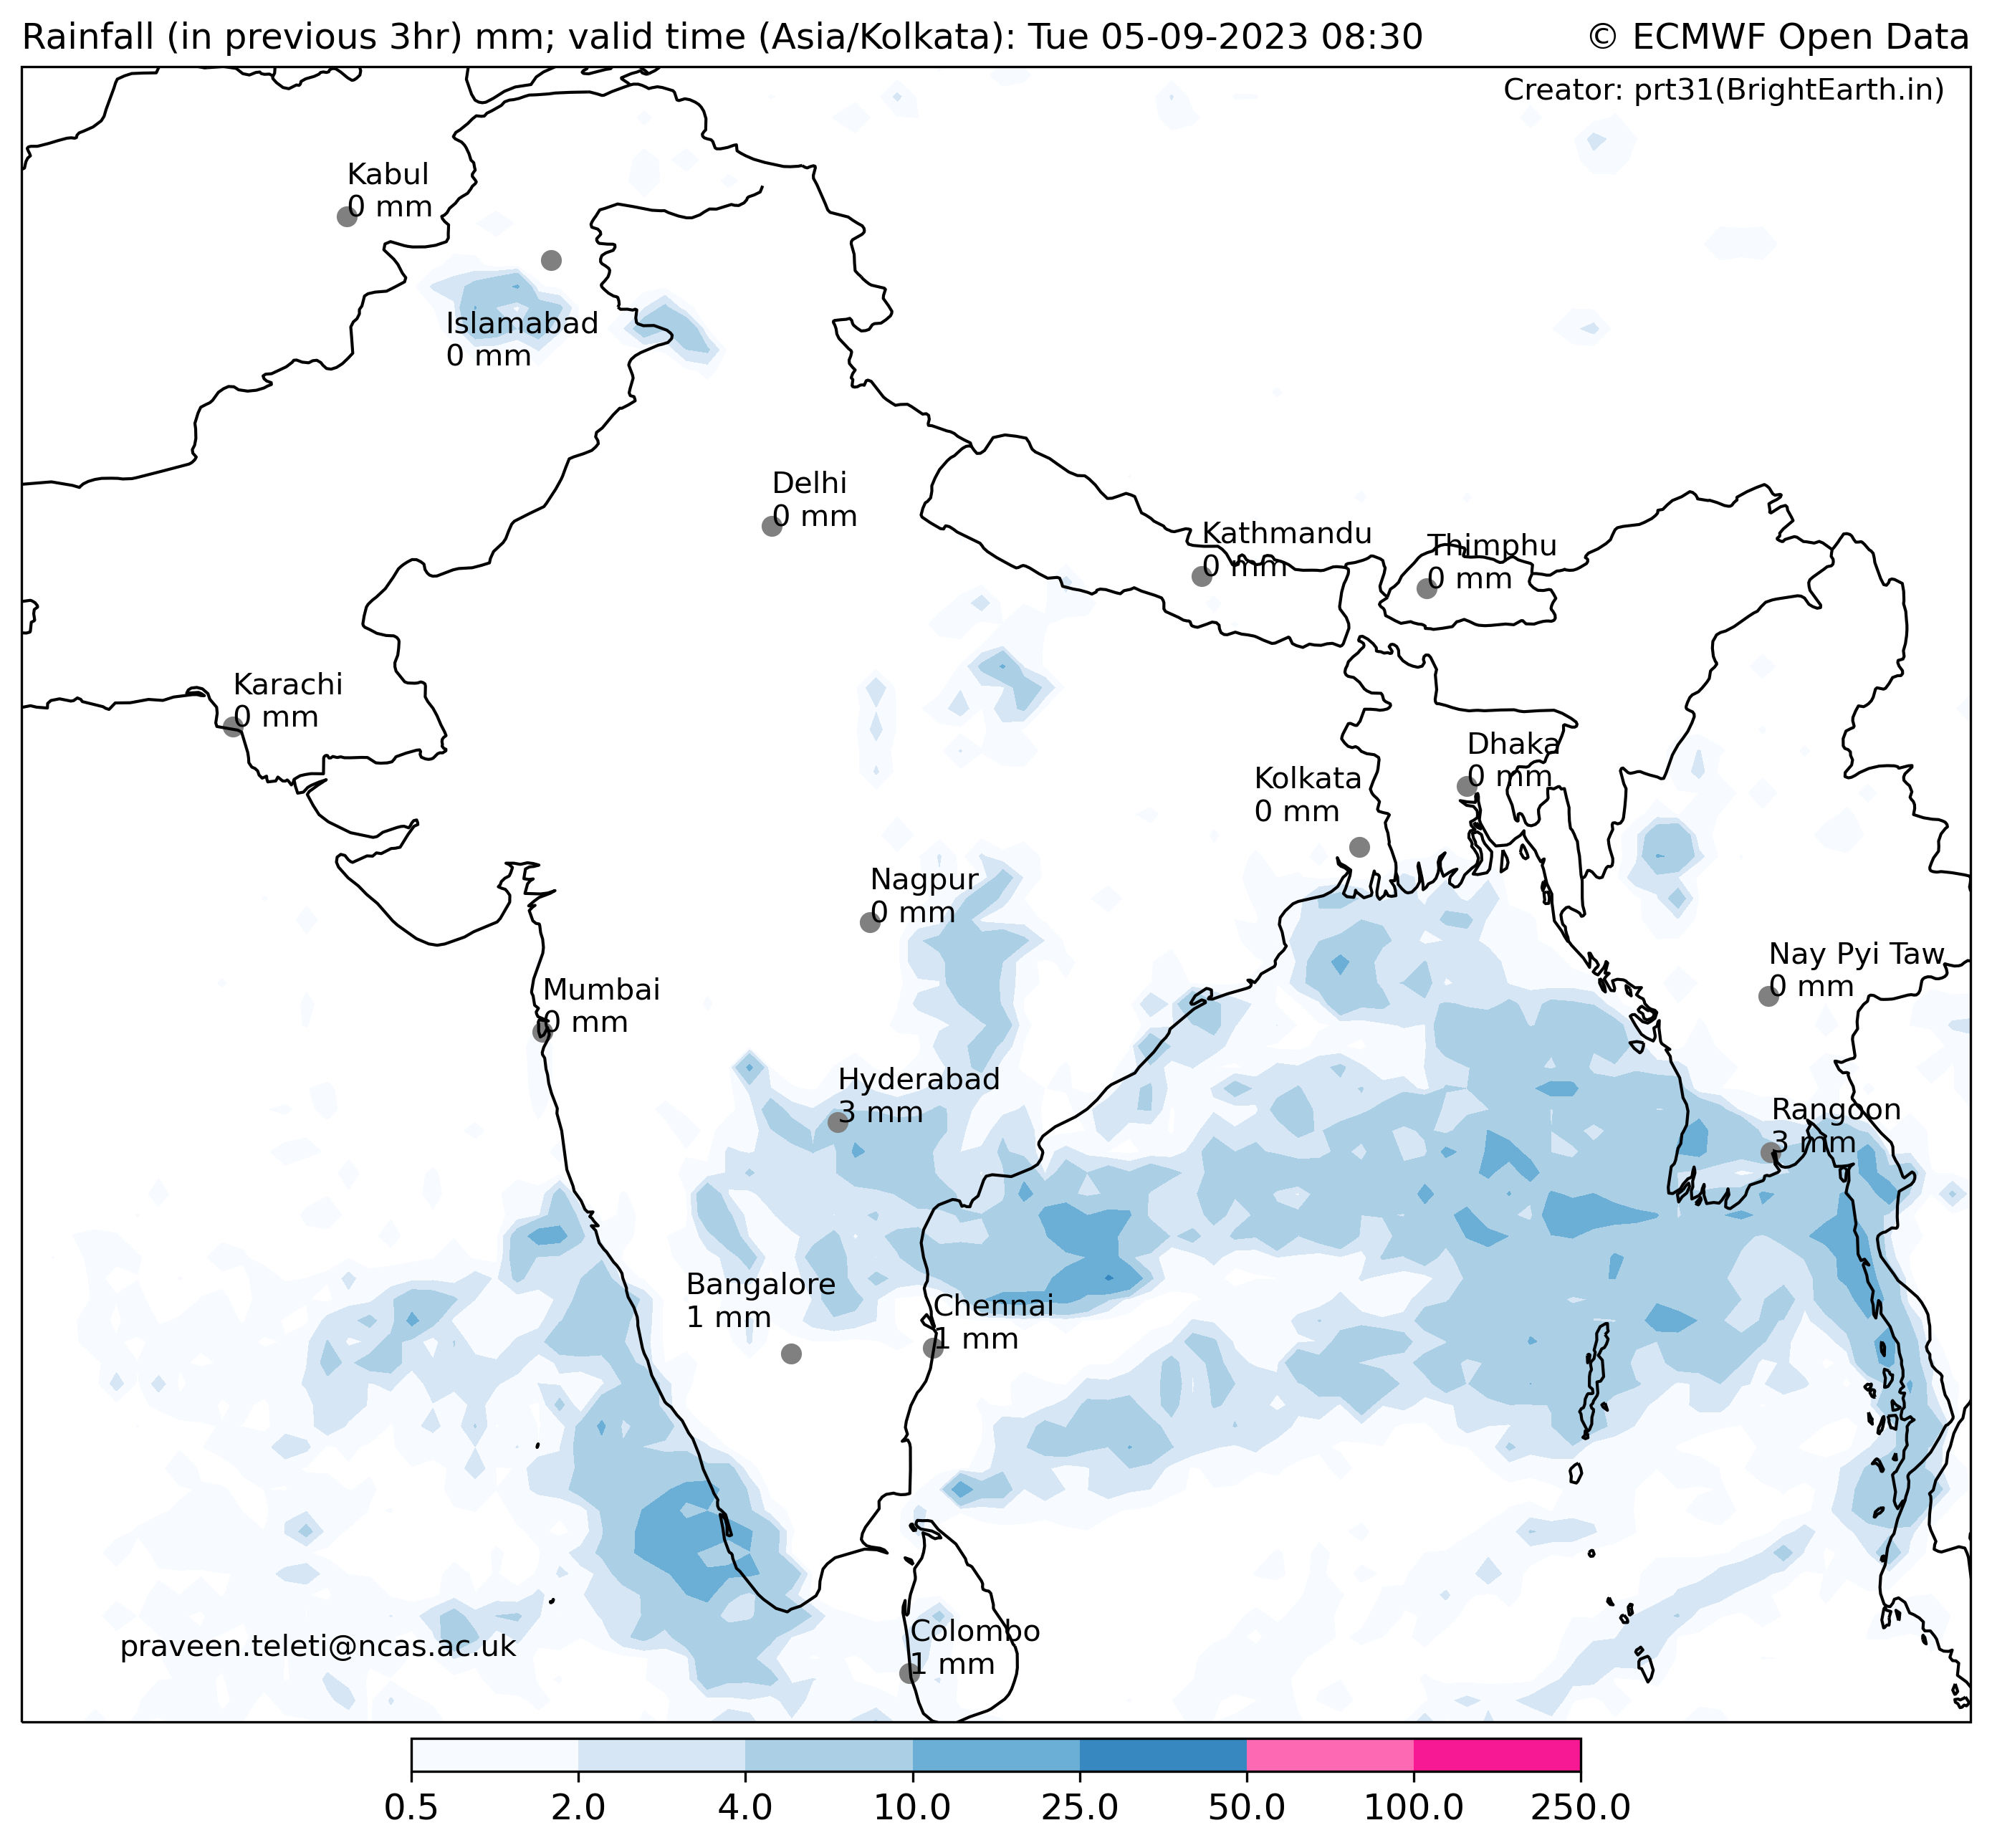 Rainfall (in previous 3hr) mm; valid time (Asia/Kolkata): Tue 05-09-2023 08:30
© ECMWF Open Data
Creator: prt31(BrightEarth.in)
Kabul
0 mm
Islamabad
0 mm
Delhi
0 mm
Kathmandu
0 mm
Thimphu
0 mm
Karachi
0 mm
Dhaka
0 mm
Kolkata
0 mm
Nagpur
0 mm
Nay Pyi Taw
0 mm
Mumbai
0 mm
Hyderabad
3 mm
Rangoon
3 mm
Bangalore
1 mm
Chennai
1 mm
Colombo
1 mm
praveen.teleti@ncas.ac.uk
0.5 2.0 4.0 10.0 25.0 50.0 100.0 250.0